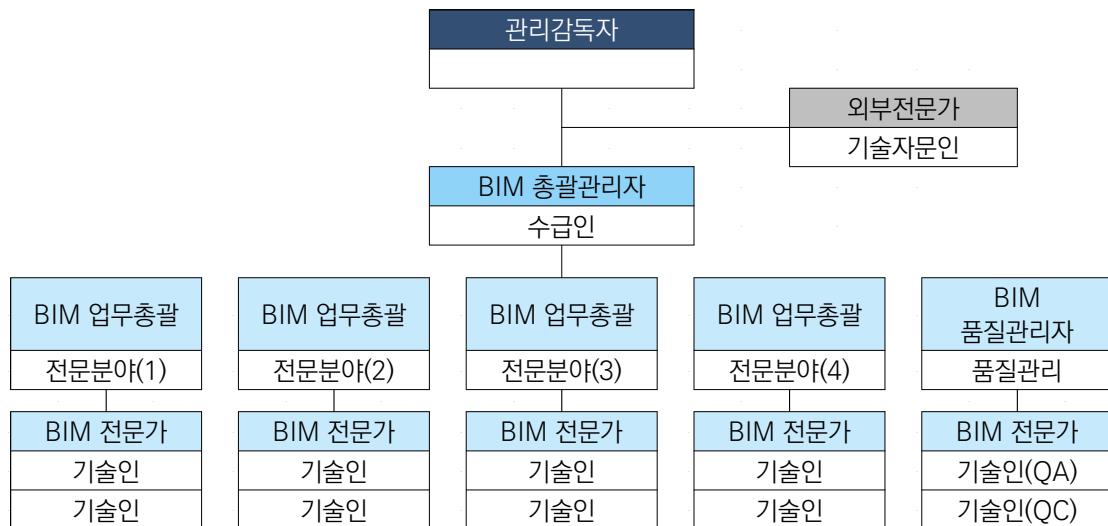 관리감독자
외부전문가
기술자문인
BIM 총괄관리자
수급인
BIM 업무총괄
전문분야(1)
BIM 업무총괄
전문분야(2)
BIM 업무총괄
전문분야(3)
BIM 업무총괄
전문분야(4)
BIM
품질관리자
품질관리
BIM 전문가
기술인
기술인
BIM 전문가
기술인
기술인
BIM 전문가
기술인
기술인
BIM 전문가
기술인
기술인
BIM 전문가
기술인(QA)
기술인(QC)